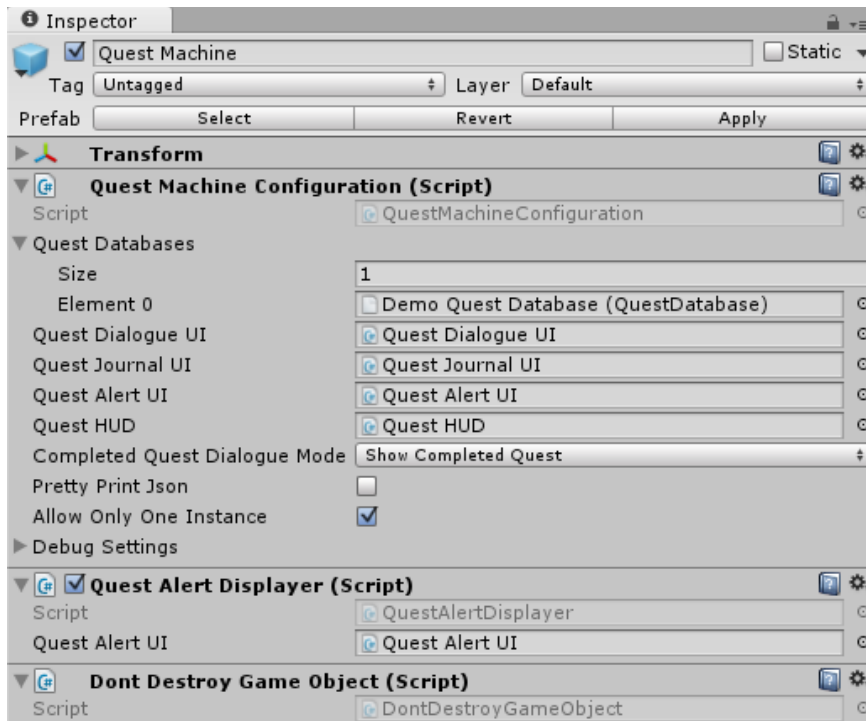 Inspector
Quest Machine Static
Tag Untagged Layer Default
Prefab Select Revert Apply
Transform
Quest Machine Configuration (Script)
Script QuestMachineConfiguration
Quest Databases
Size 1
Element 0 Demo Quest Database (QuestDatabase)
Quest Dialogue UI Quest Dialogue UI
Quest Journal UI Quest Journal UI
Quest Alert UI Quest Alert UI
Quest HUD Quest HUD
Completed Quest Dialogue Mode Show Completed Quest
Pretty Print Json
Allow Only One Instance
Debug Settings
Quest Alert Displayer (Script)
Script QuestAlertDisplayer
Quest Alert UI Quest Alert UI
Dont Destroy Game Object (Script)
Script DontDestroyGameObject